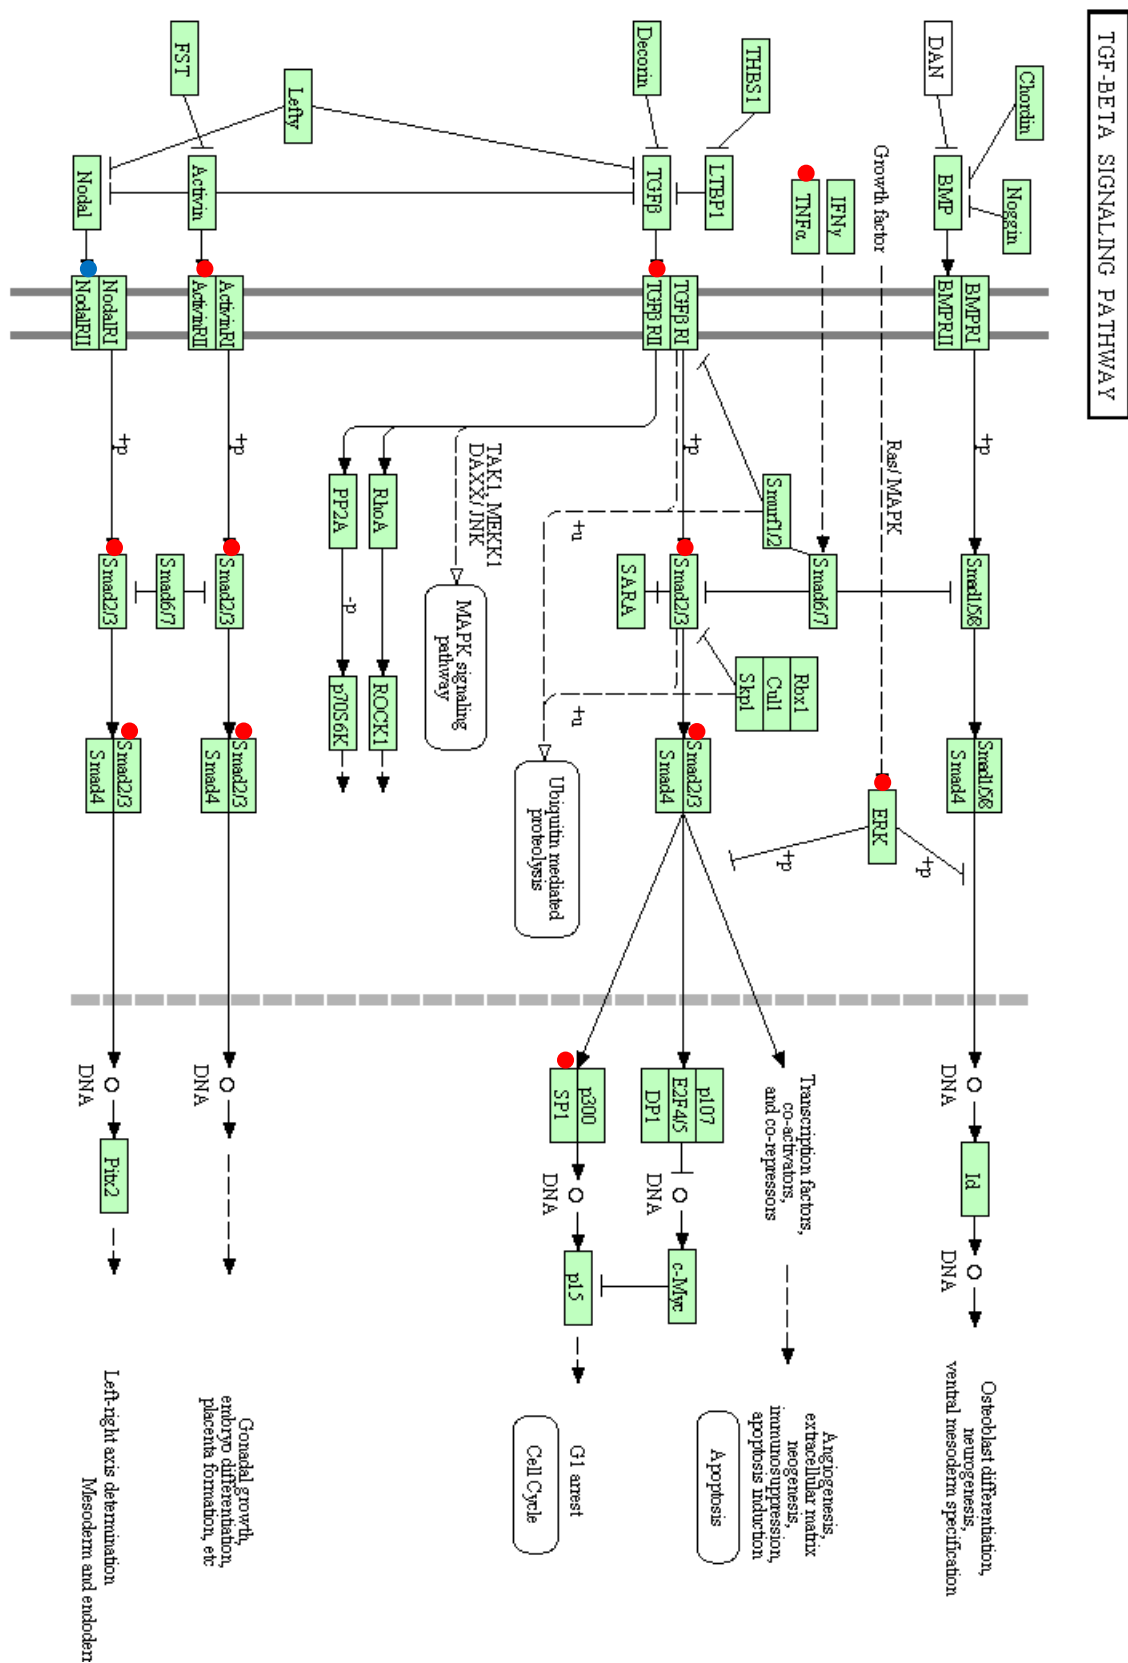 TGF-BETA SIGNALING PATHWAY
Chordin
Noggin
DAN
BMP
BMPRI
BMPRII
+p
Smad1/5/8
Smad1/5/8
Smad4
DNA
Id
DNA
Osteoblast differentiation,
neurogenesis,
ventral mesoderm specification
Growth factor
Ras/ MAPK
ERK
+p
+p
IFNγ
TNFα
Smurf1/2
Smad6/7
Rbx1
Cul1
Skp1
THBS1
LTBP1
Decorin
TGFβ
TGFβ RI
TGFβ RII
+p
Smad2/3
SARA
Smad2/3
Smad4
+u
+u
Ubiquitin mediated
proteolysis
Transcription factors,
co-activators,
and co-repressors
Angiogenesis,
extracellular matrix
neogenesis,
immunosuppression,
apoptosis induction
Apoptosis
p107
E2F4/5
DP1
DNA
c-Myc
p300
SP1
DNA
p15
G1 arrest
Cell Cycle
TAK1, MEKK1
DAXX/ JNK
MAPK signaling
pathway
RhoA
ROCK1
PP2A
-p
p70S6K
Lefty
FST
Activin
ActivinRI
ActivinRII
+p
Smad2/3
Smad2/3
Smad4
DNA
Gonadal growth,
embryo differentiation,
placenta formation, etc
Smad6/7
Nodal
NodalRI
NodalRII
+p
Smad2/3
Smad2/3
Smad4
DNA
Pitx2
Left-right axis determination
Mesoderm and endoderm